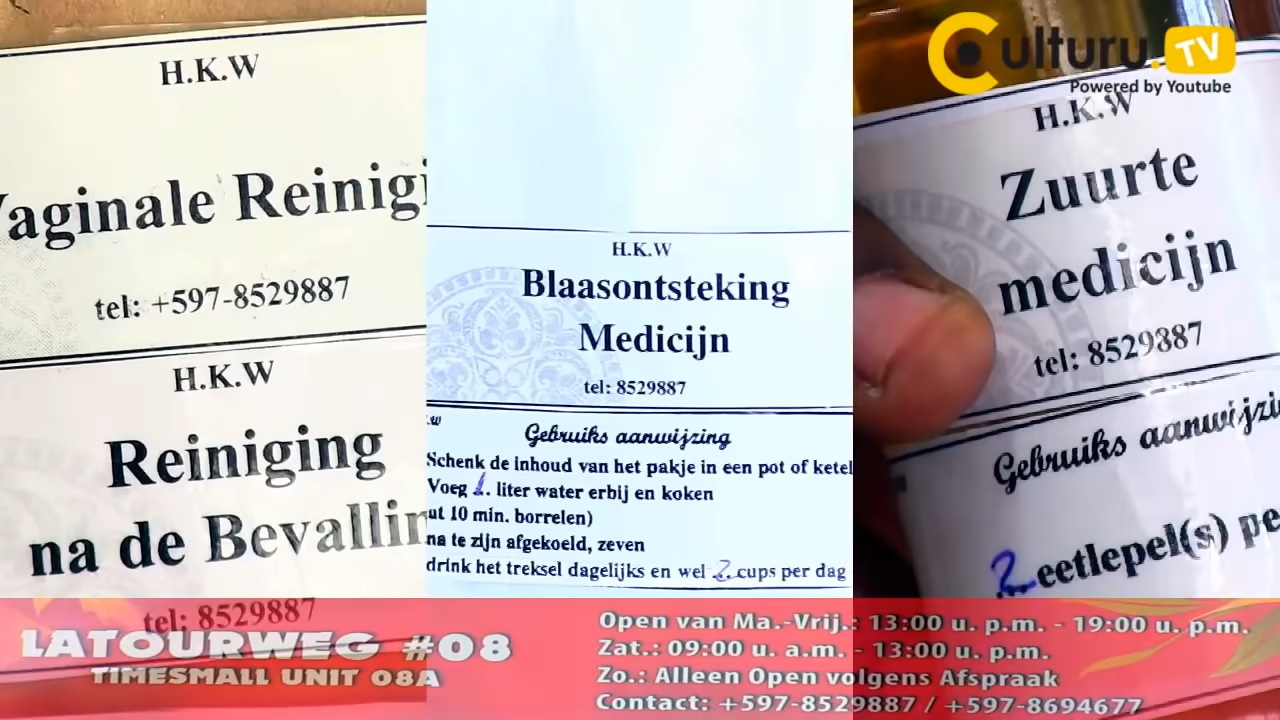 Culturu.TV
Powered by Youtube
H.K.W
Vaginale Reinigi
tel: +597-8529887
H.K.W
Reiniging
na de Bevallin
tel: 8529887
H.K.W
Blaasontsteking
Medicijn
tel: 8529887
.w
Gebruiks aanwijzing
Schenk de inhoud van het pakje in een pot of ketel
Voeg 1. liter water erbij en koken
ut 10 min. borrelen)
na te zijn afgekoeld, zeven
drink het treksel dagelijks en wel 2 cups per dag
H.K.W
Zuurte
medicijn
tel: 8529887
Gebruiks aanwijzi
2 eetlepel(s) pe
LATOURWEG #08
TIMESMALL UNIT 08A
Open van Ma.-Vrij.: 13:00 u. p.m. - 19:00 u. p.m.
Zat.: 09:00 u. a.m. - 13:00 u. p.m.
Zo.: Alleen Open volgens Afspraak
Contact: +597-8529887 / +597-8694677